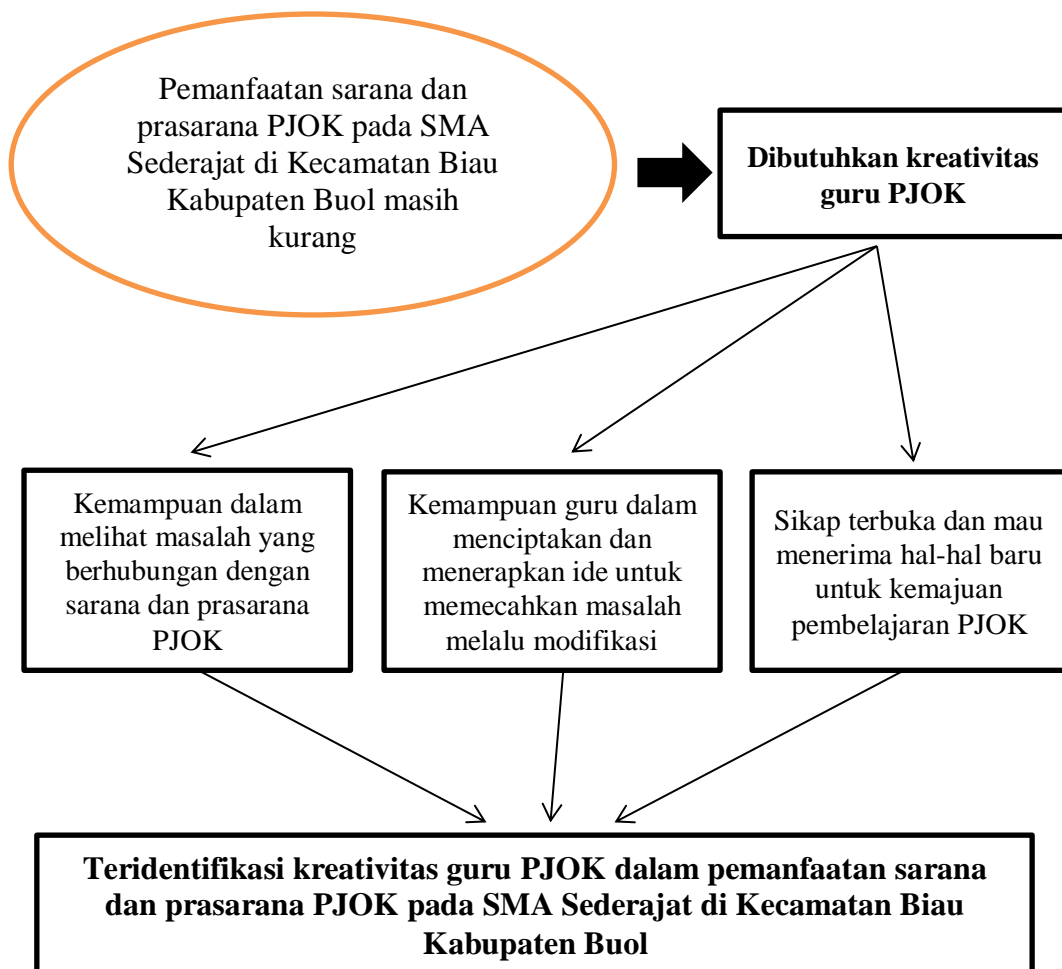 Pemanfaatan sarana dan
prasarana PJOK pada SMA
Sederajat di Kecamatan Biau
Kabupaten Buol masih
kurang
Dibutuhkan kreativitas
guru PJOK
Kemampuan dalam
melihat masalah yang
berhubungan dengan
sarana dan prasarana
PJOK
Kemampuan guru dalam
menciptakan dan
menerapkan ide untuk
memecahkan masalah
melalu modifikasi
Sikap terbuka dan mau
menerima hal-hal baru
untuk kemajuan
pembelajaran PJOK
Teridentifikasi kreativitas guru PJOK dalam pemanfaatan sarana
dan prasarana PJOK pada SMA Sederajat di Kecamatan Biau
Kabupaten Buol